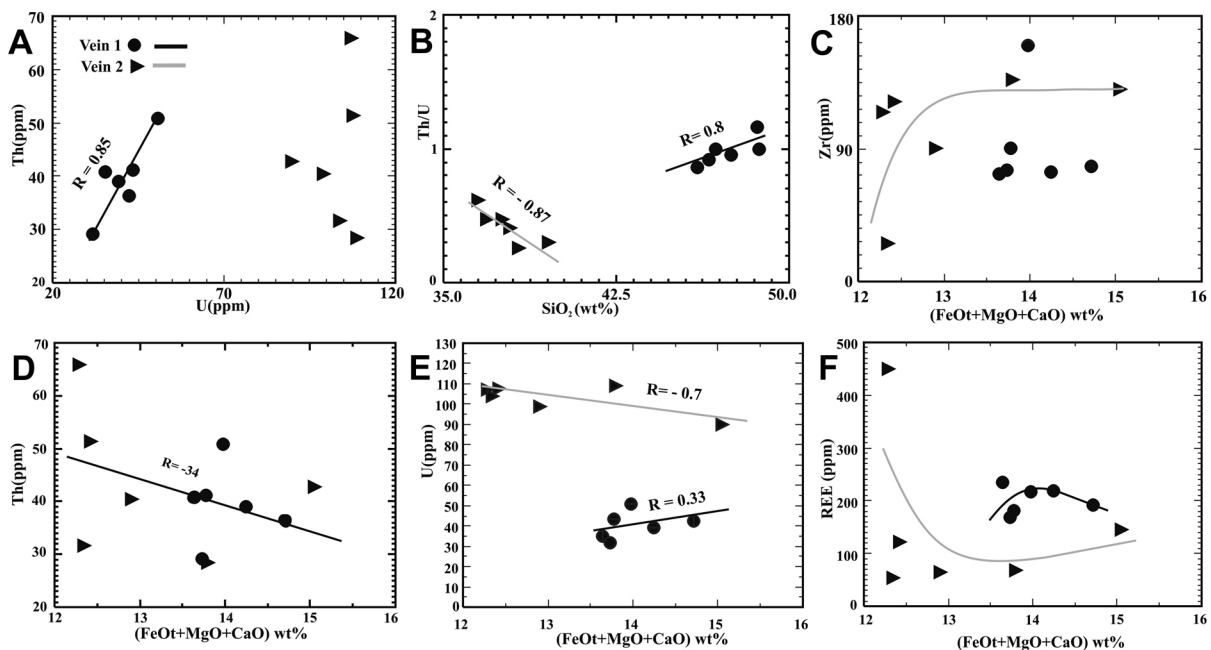 A
Th(ppm)
70
60
50
40
30
20
Vein 1
Vein 2
R = 0.85
20
70
120
U(ppm)
B
Th/U
2
1
0
R= 0.8
R = - 0.87
35.0
42.5
50.0
SiO₂ (wt%)
C
Zr(ppm)
180
90
0
12
13
14
15
16
(FeOt+MgO+CaO) wt%
D
Th(ppm)
70
60
50
40
30
20
R= -34
12
13
14
15
16
(FeOt+MgO+CaO) wt%
E
U(ppm)
130
120
110
100
90
80
70
60
50
40
30
20
10
0
R= - 0.7
R = 0.33
12
13
14
15
16
(FeOt+MgO+CaO) wt%
F
REE (ppm)
500
400
300
200
100
0
12
13
14
15
16
(FeOt+MgO+CaO) wt%